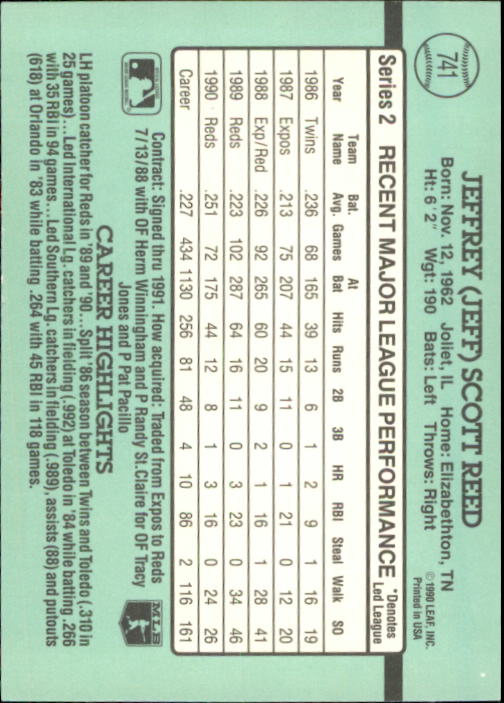 741
JEFFREY (JEFF) SCOTT REED
© 1990 LEAF, INC.
Printed in USA
Born: Nov. 12, 1962 Joliet, IL Home: Elizabethton, TN
Ht: 6' 2" Wgt: 190 Bats: Left Throws: Right
Series 2 RECENT MAJOR LEAGUE PERFORMANCE *Denotes Led League
Year Team Name Bat. Avg. Games At Bat Hits Runs 2B 3B HR RBI Steal Walk SO
1986 Twins .236 68 165 39 13 6 1 2 9 1 16 19
1987 Expos .213 75 207 44 15 11 0 1 21 0 12 20
1988 Exp/Red .226 92 265 60 20 9 2 1 16 1 28 41
1989 Reds .223 102 287 64 16 11 0 3 23 0 34 46
1990 Reds .251 72 175 44 12 8 1 3 16 0 24 26
Career .227 434 1130 256 81 48 4 10 86 2 116 161
Contract: Signed thru 1991. How acquired: Traded from Expos to Reds
7/13/88 with OF Herm Winningham and P Randy St. Claire for OF Tracy
Jones and P Pat Pacillo
MLB
CAREER HIGHLIGHTS
LH platoon catcher for Reds in '89 and '90...Split '86 season between Twins and Toledo (.310 in
25 games)...Led International Lg. catchers in fielding (.992) at Toledo in '84 while batting .266
with 35 RBI in 94 games...Led Southern Lg. catchers in fielding (.989), assists (88) and putouts
(618) at Orlando in '83 while batting .264 with 45 RBI in 118 games.